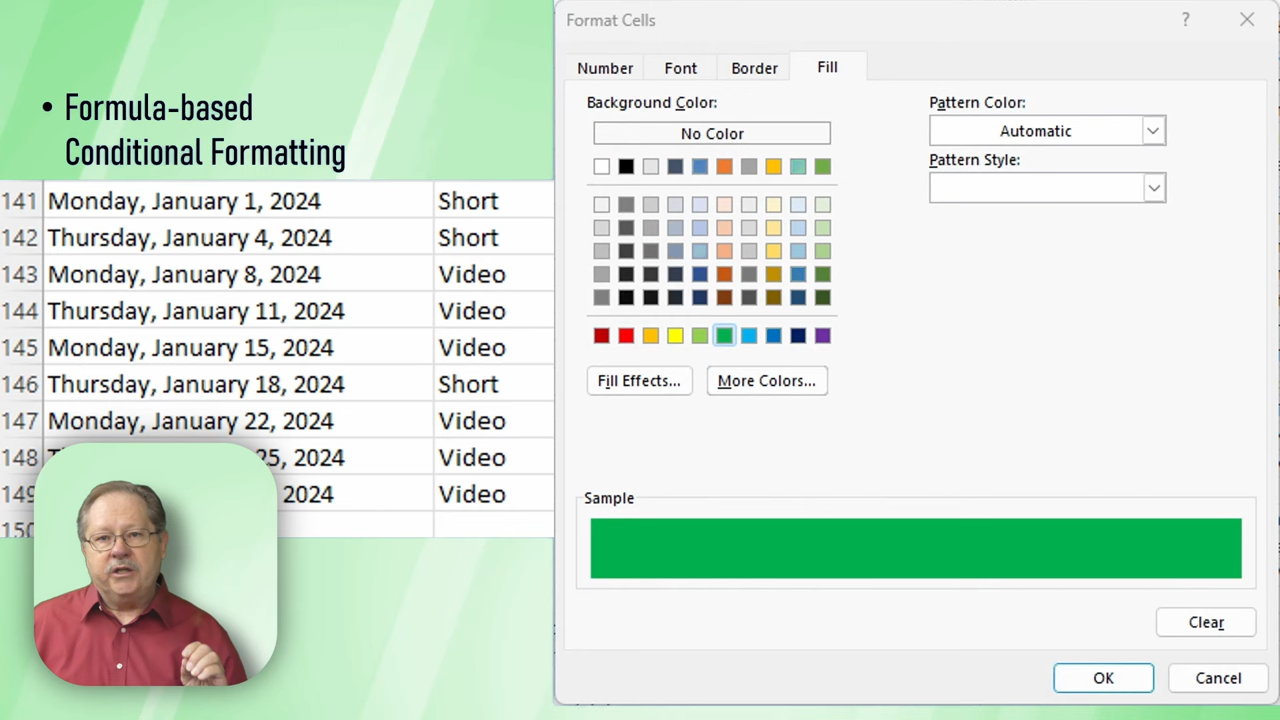 • Formula-based
Conditional Formatting
141 Monday, January 1, 2024 Short
142 Thursday, January 4, 2024 Short
143 Monday, January 8, 2024 Video
144 Thursday, January 11, 2024 Video
145 Monday, January 15, 2024 Video
146 Thursday, January 18, 2024 Short
147 Monday, January 22, 2024 Video
148 25, 2024 Video
149 2024 Video
150
Format Cells ?
Number Font Border Fill
Background Color:
No Color
Fill Effects... More Colors...
Pattern Color:
Automatic
Pattern Style:
Sample
Clear
OK Cancel